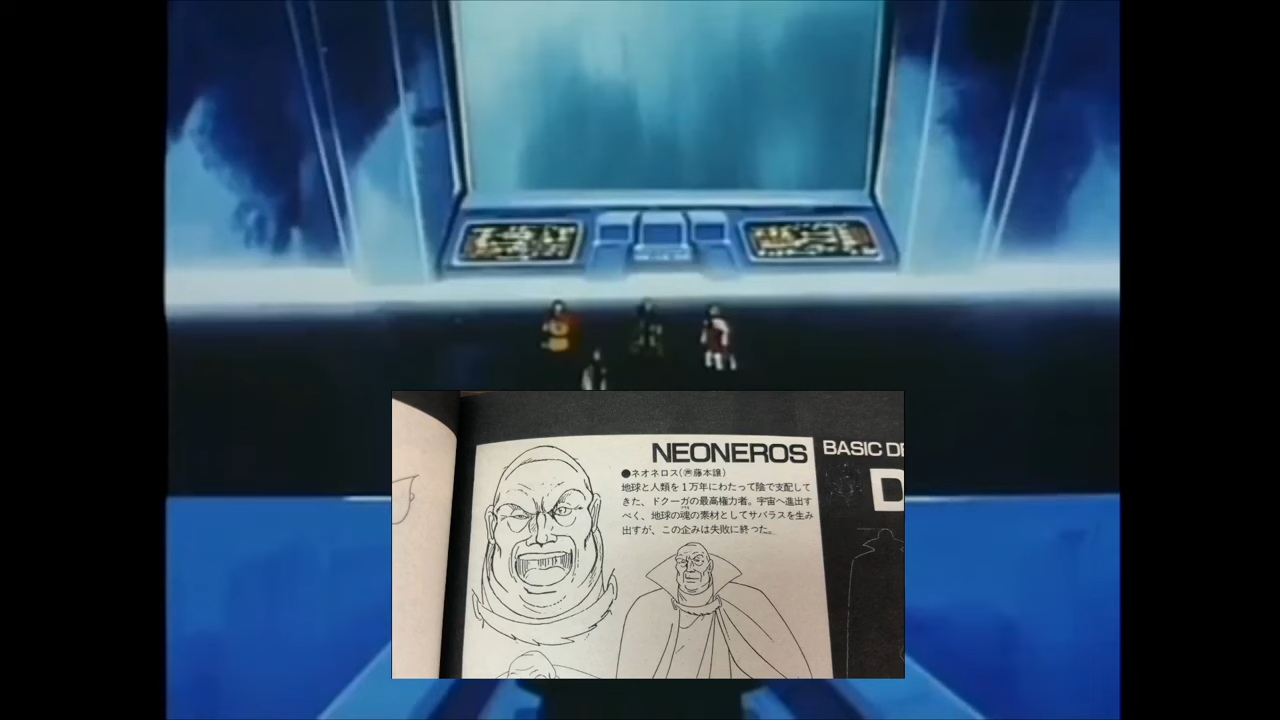 NEONEROS
●ネオネロス(㊥藤本譲)
地球と人類を1万年にわたって陰で支配して
きた、ドクーガの最高権力者。宇宙へ進出す
べく、地球の魂の素材としてサバラスを生み
出すが、この企みは失敗に終った。
BASIC DE
D